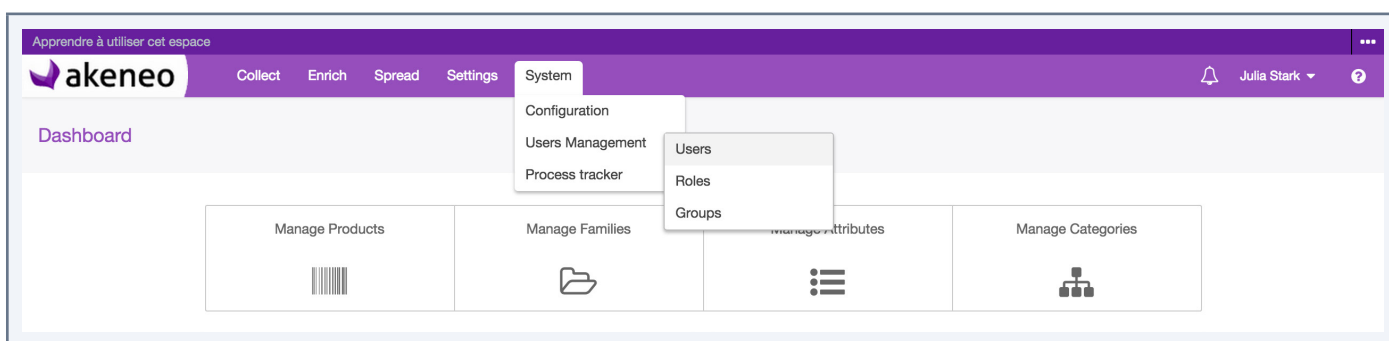 Apprendre à utiliser cet espace
akeneo Collect Enrich Spread Settings System Julia Stark
Configuration
Dashboard
Users Management
Users
Process tracker
Roles
Groups
Manage Products Manage Families Manage Attributes Manage Categories